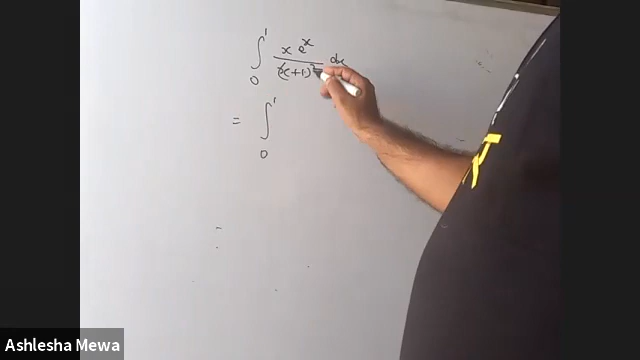 ∫₀¹ x eˣ / (x+1)² dx
= ∫₀¹
Ashlesha Mewa